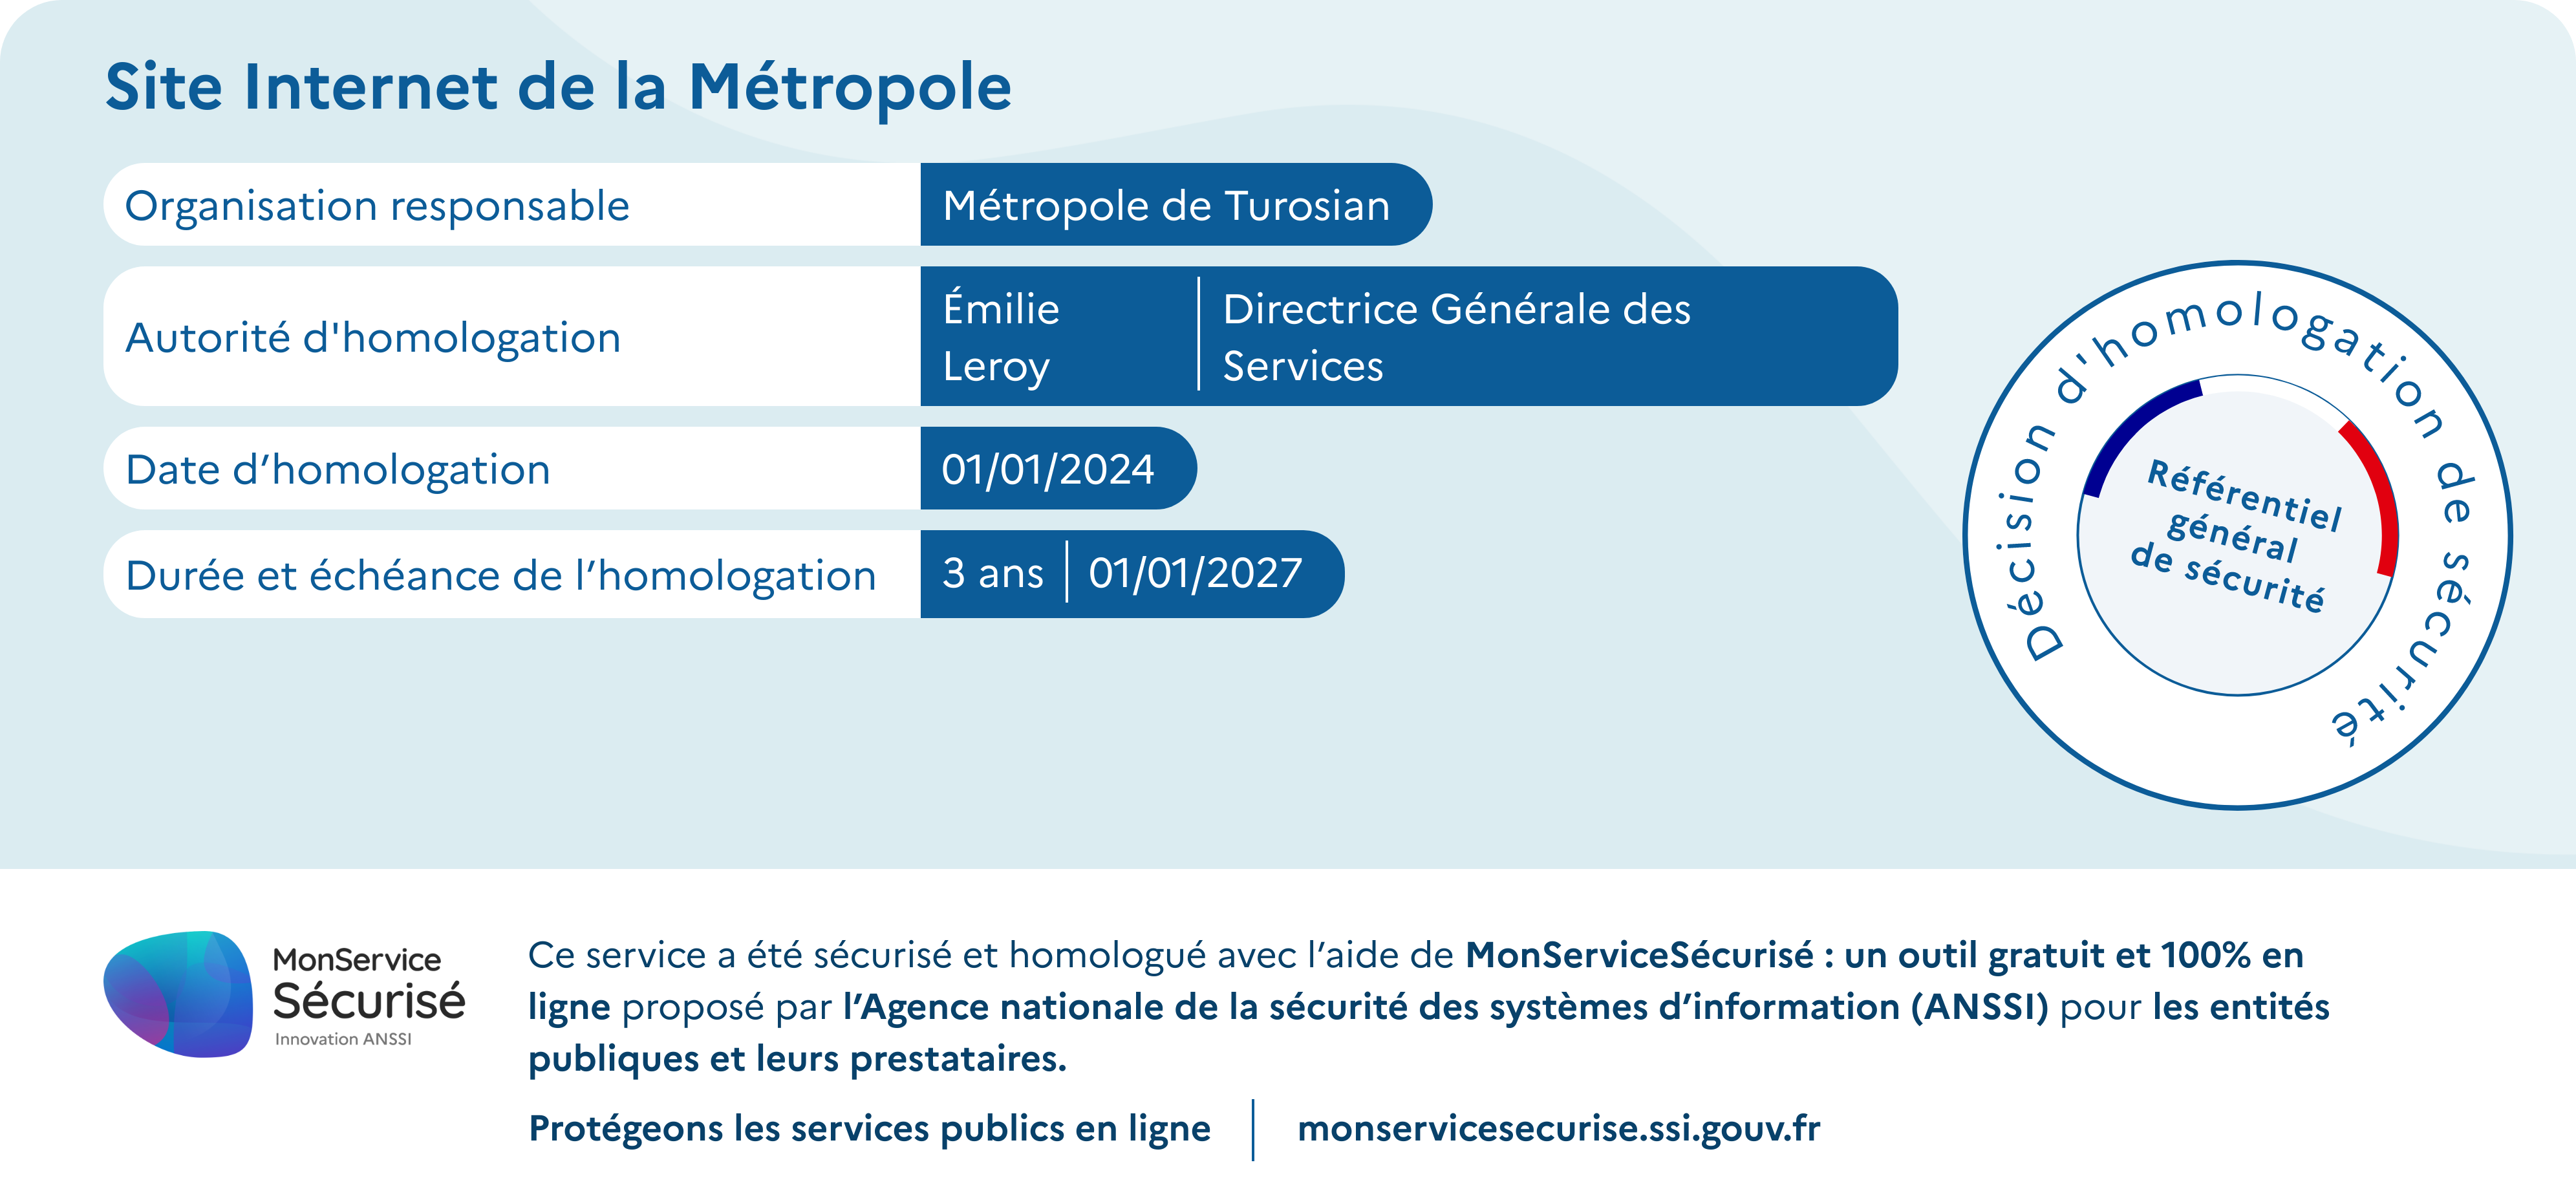 Site Internet de la Métropole
Organisation responsable
Métropole de Turosian
Autorité d'homologation
Émilie
Leroy
Directrice Générale des
Services
Date d’homologation
01/01/2024
Durée et échéance de l’homologation
3 ans
01/01/2027
Décision d'homologation de sécurité
Référentiel
général
de sécurité
MonService
Sécurisé
Innovation ANSSI
Ce service a été sécurisé et homologué avec l’aide de MonServiceSécurisé : un outil gratuit et 100% en
ligne proposé par l’Agence nationale de la sécurité des systèmes d’information (ANSSI) pour les entités
publiques et leurs prestataires.
Protégeons les services publics en ligne
monservicesecurise.ssi.gouv.fr